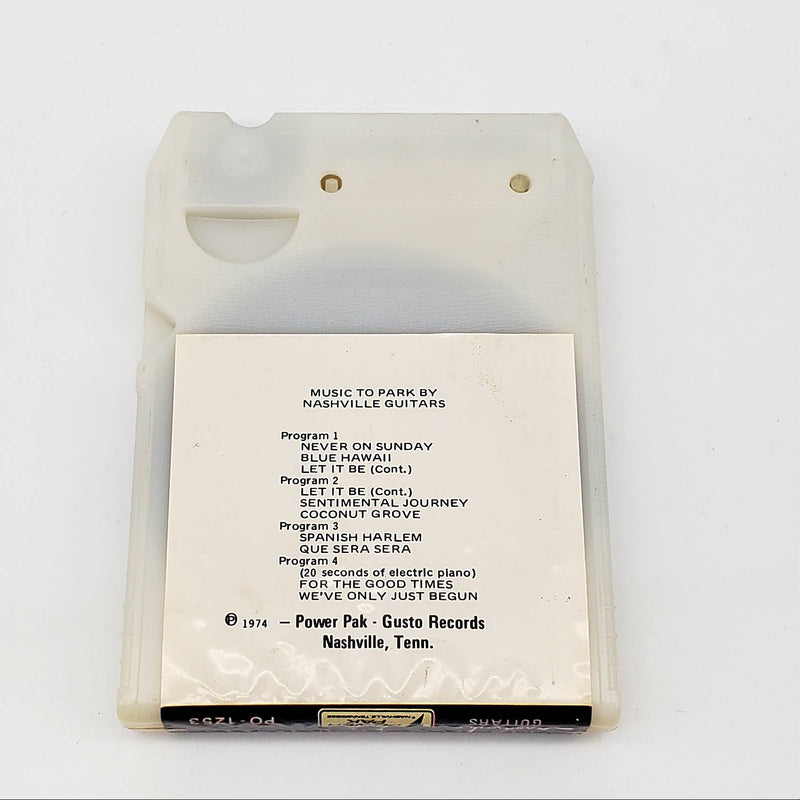 MUSIC TO PARK BY
NASHVILLE GUITARS
Program 1
NEVER ON SUNDAY
BLUE HAWAII
LET IT BE (Cont.)
Program 2
LET IT BE (Cont.)
SENTIMENTAL JOURNEY
COCONUT GROVE
Program 3
SPANISH HARLEM
QUE SERA SERA
Program 4
(20 seconds of electric piano)
FOR THE GOOD TIMES
WE'VE ONLY JUST BEGUN
℗ 1974 — Power Pak - Gusto Records
Nashville, Tenn.
PO-1253
GUITARS